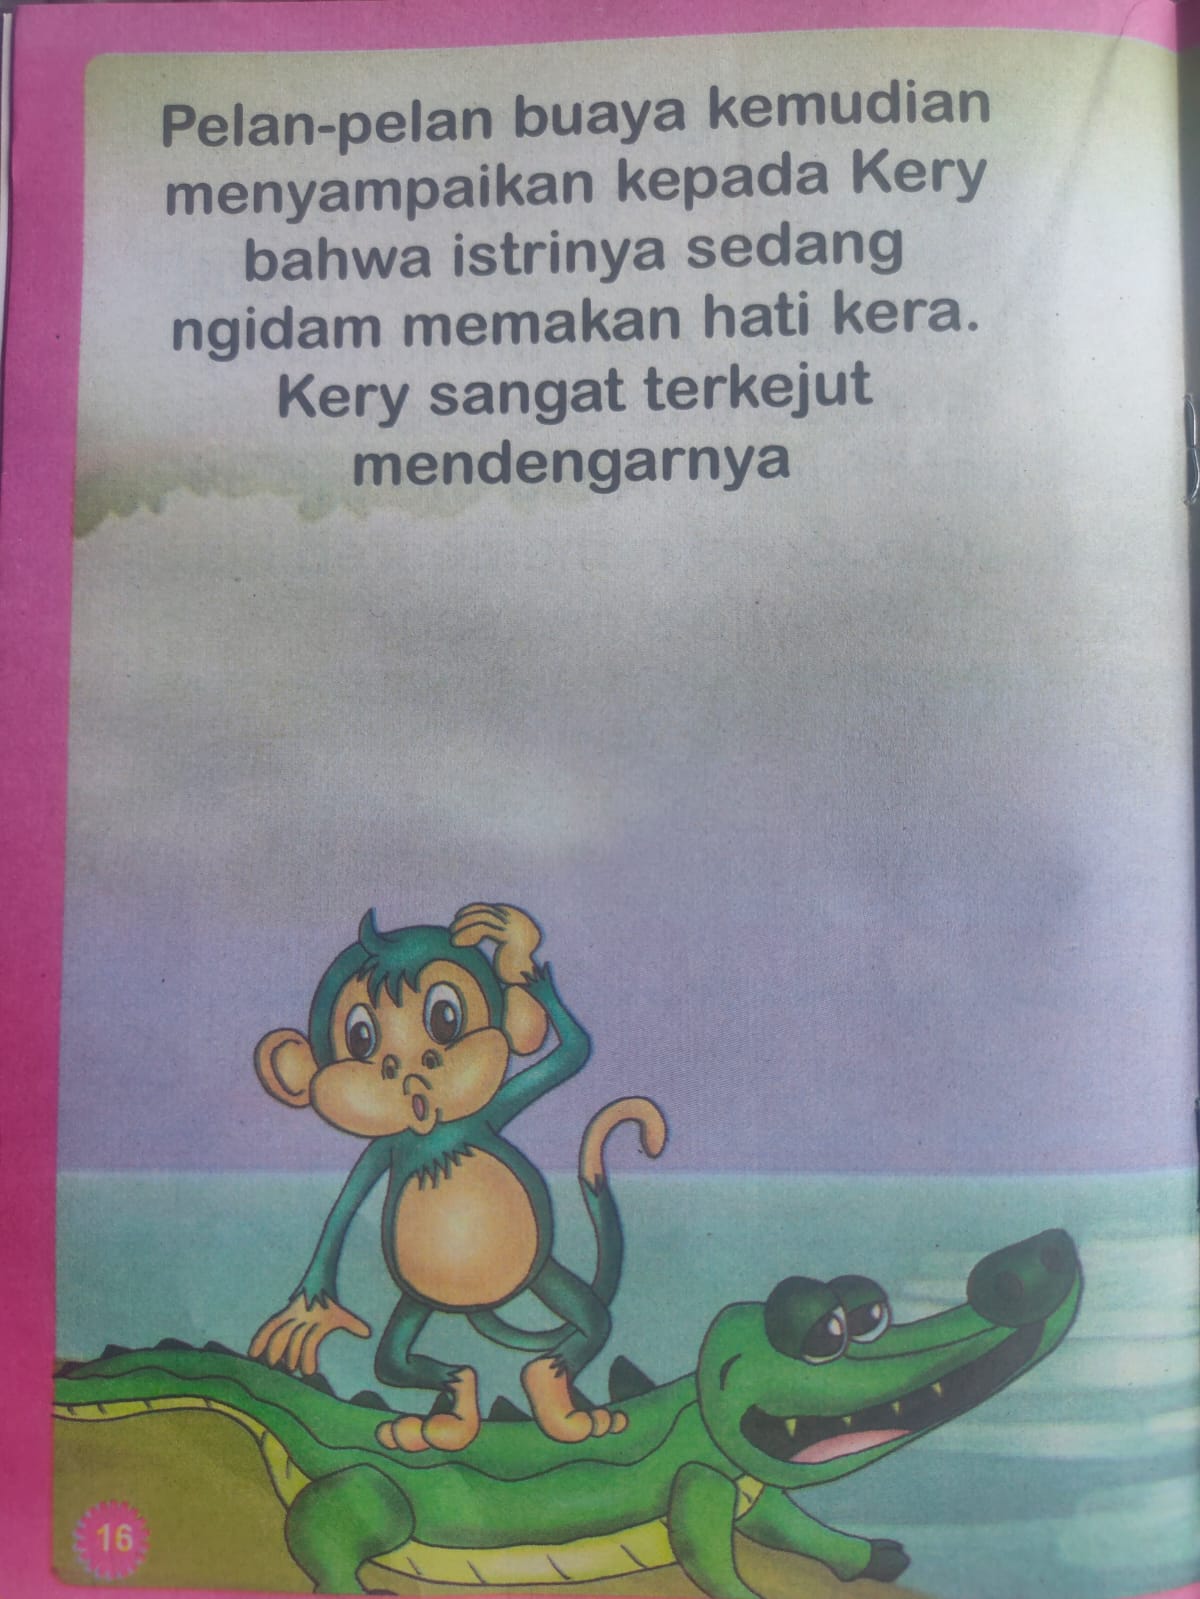 Pelan-pelan buaya kemudian
menyampaikan kepada Kery
bahwa istrinya sedang
ngidam memakan hati kera.
Kery sangat terkejut
mendengarnya
16